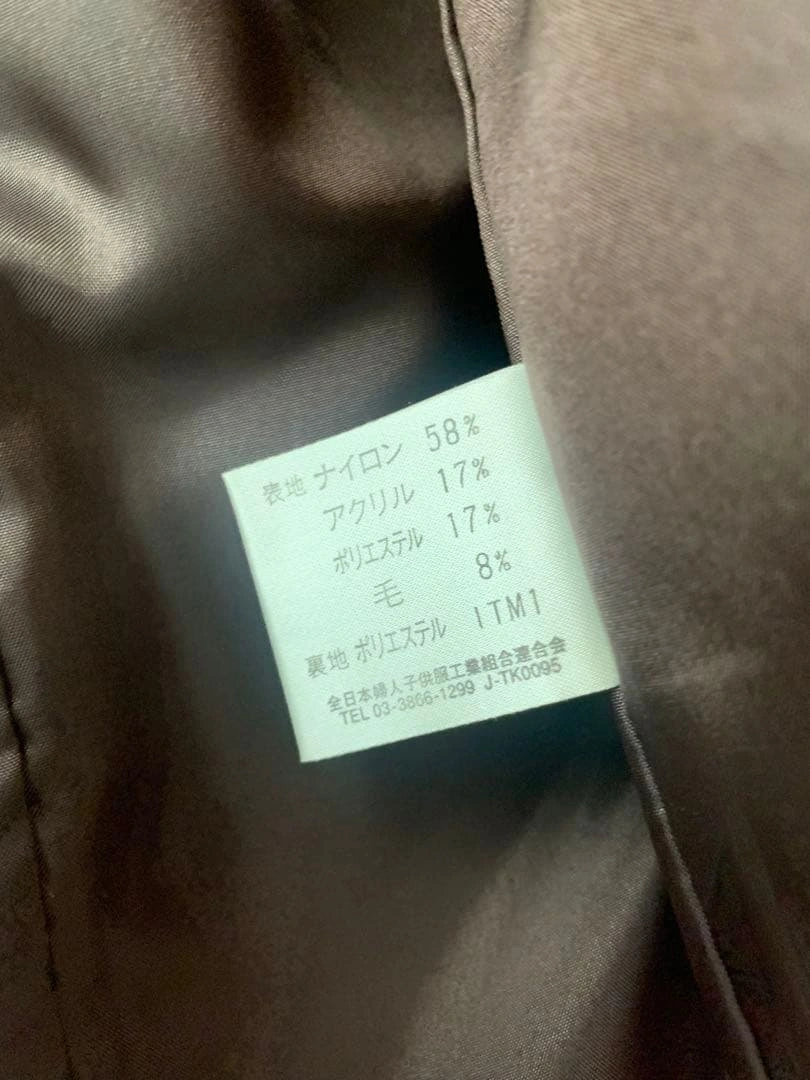 表地 ナイロン 58%
アクリル 17%
ポリエステル 17%
毛 8%
裏地 ポリエステル ITM1
全日本婦人子供服工業組合連合会
TEL 03-3866-1299 J-TK0095